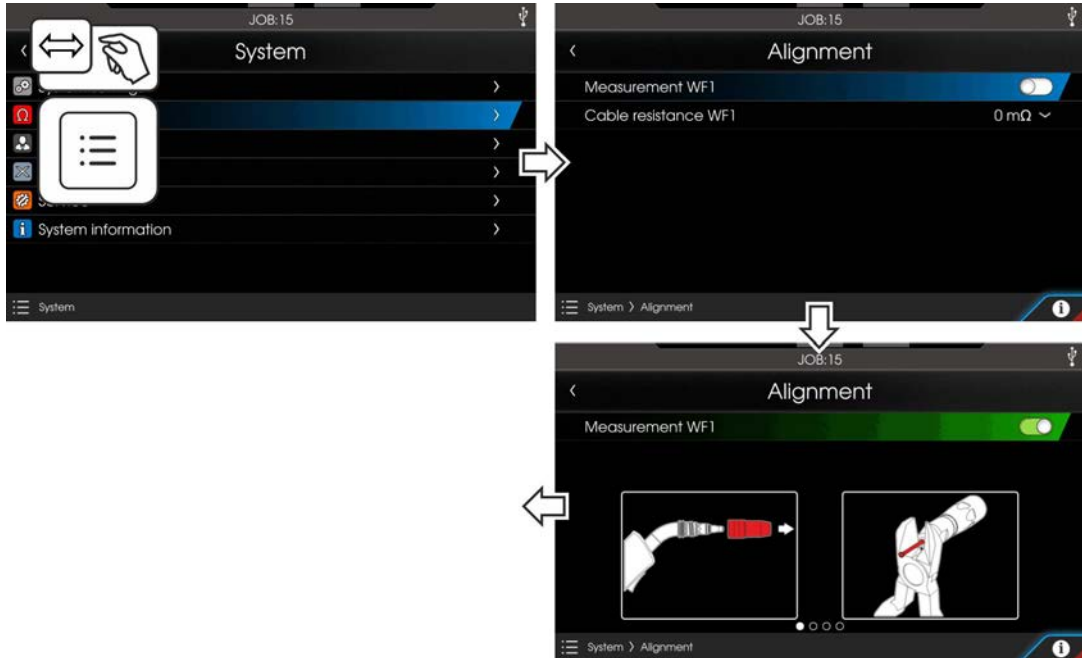 JOB:15
System
System information
System
JOB:15
Alignment
Measurement WF1
Cable resistance WF1 0 mΩ
System > Alignment
JOB:15
Alignment
Measurement WF1
System > Alignment